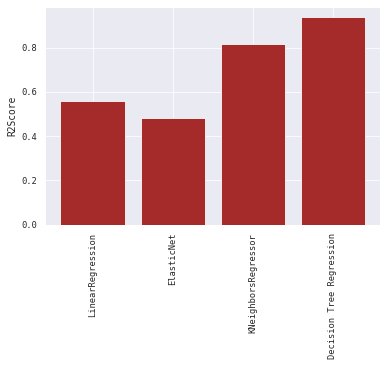 R2Score
0.8
0.6
0.4
0.2
0.0
LinearRegression
ElasticNet
KNeighborsRegressor
Decision Tree Regression